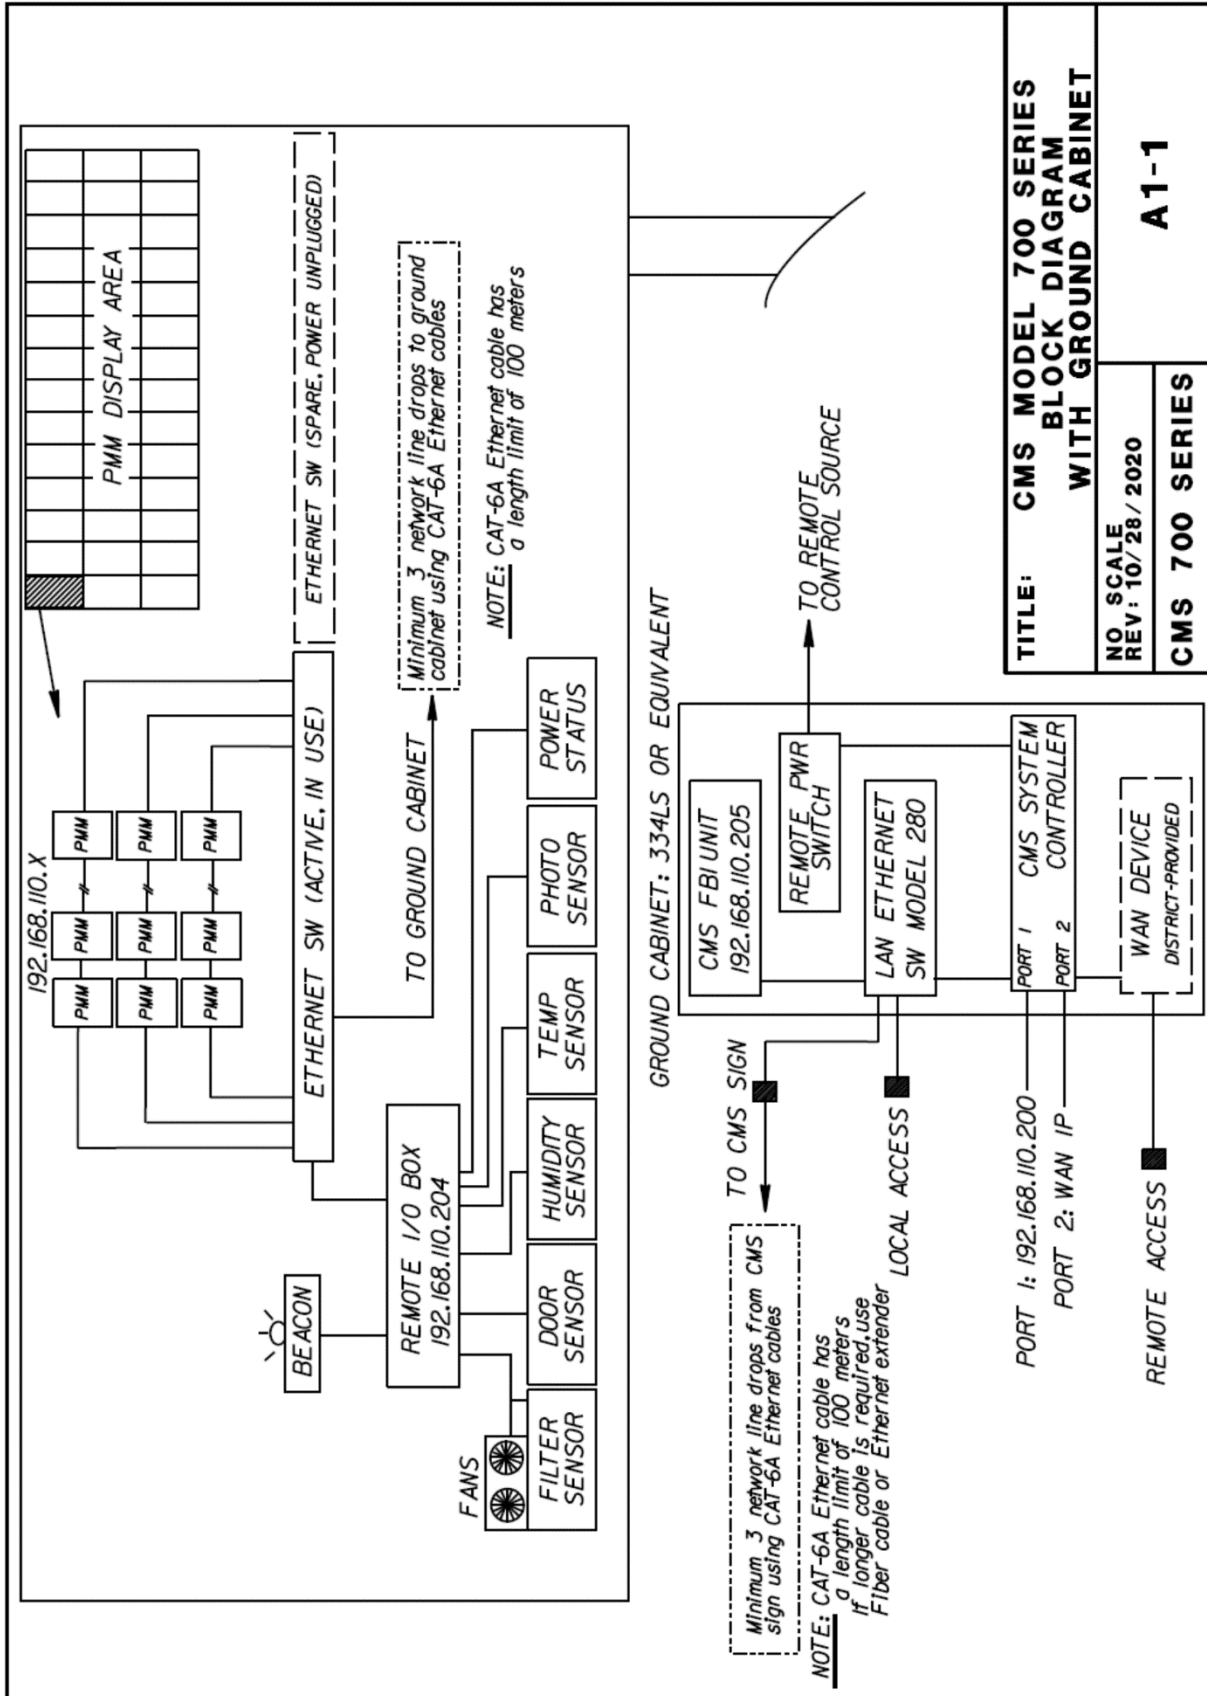 PMM DISPLAY AREA
192.168.110.X
PMM
PMM
PMM
PMM
PMM
PMM
PMM
PMM
PMM
ETHERNET SW (ACTIVE, IN USE)
ETHERNET SW (SPARE, POWER UNPLUGGED)
BEACON
REMOTE I/O BOX
192.168.110.204
TO GROUND CABINET
Minimum 3 network line drops to ground
cabinet using CAT-6A Ethernet cables
NOTE: CAT-6A Ethernet cable has
a length limit of 100 meters
FANS
FILTER
SENSOR
DOOR
SENSOR
HUMIDITY
SENSOR
TEMP
SENSOR
PHOTO
SENSOR
POWER
STATUS
GROUND CABINET: 334LS OR EQUIVALENT
CMS FBI UNIT
192.168.110.205
REMOTE PWR
SWITCH
TO REMOTE
CONTROL SOURCE
LAN ETHERNET
SW MODEL 280
TO CMS SIGN
Minimum 3 network line drops from CMS
sign using CAT-6A Ethernet cables
NOTE: CAT-6A Ethernet cable has
a length limit of 100 meters
If longer cable is required, use
Fiber cable or Ethernet extender
LOCAL ACCESS
PORT 1
PORT 2
CMS SYSTEM
CONTROLLER
PORT 1: 192.168.110.200
PORT 2: WAN IP
WAN DEVICE
DISTRICT-PROVIDED
REMOTE ACCESS
TITLE: CMS MODEL 700 SERIES
BLOCK DIAGRAM
WITH GROUND CABINET
NO SCALE
REV: 10/28/2020
CMS 700 SERIES
A1-1